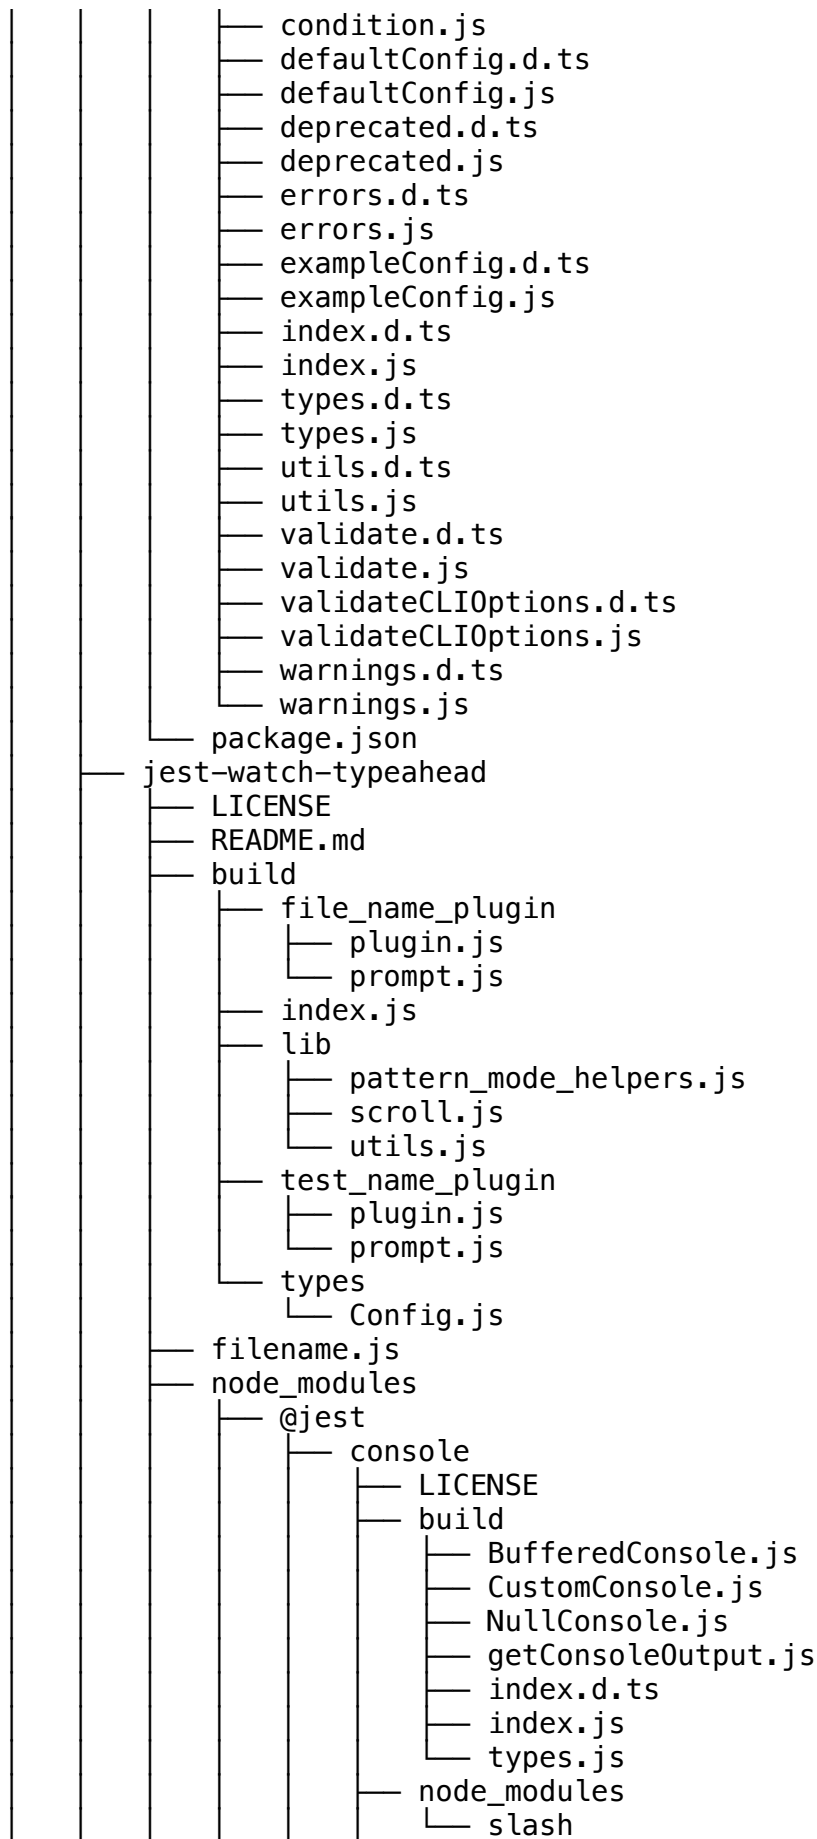 │   │   │   ├── condition.js
│   │   │   ├── defaultConfig.d.ts
│   │   │   ├── defaultConfig.js
│   │   │   ├── deprecated.d.ts
│   │   │   ├── deprecated.js
│   │   │   ├── errors.d.ts
│   │   │   ├── errors.js
│   │   │   ├── exampleConfig.d.ts
│   │   │   ├── exampleConfig.js
│   │   │   ├── index.d.ts
│   │   │   ├── index.js
│   │   │   ├── types.d.ts
│   │   │   ├── types.js
│   │   │   ├── utils.d.ts
│   │   │   ├── utils.js
│   │   │   ├── validate.d.ts
│   │   │   ├── validate.js
│   │   │   ├── validateCLIOptions.d.ts
│   │   │   ├── validateCLIOptions.js
│   │   │   ├── warnings.d.ts
│   │   │   └── warnings.js
│   │   └── package.json
│   ├── jest-watch-typeahead
│   │   ├── LICENSE
│   │   ├── README.md
│   │   ├── build
│   │   │   ├── file_name_plugin
│   │   │   │   ├── plugin.js
│   │   │   │   └── prompt.js
│   │   │   ├── index.js
│   │   │   ├── lib
│   │   │   │   ├── pattern_mode_helpers.js
│   │   │   │   ├── scroll.js
│   │   │   │   └── utils.js
│   │   │   ├── test_name_plugin
│   │   │   │   ├── plugin.js
│   │   │   │   └── prompt.js
│   │   │   └── types
│   │   │       └── Config.js
│   │   ├── filename.js
│   │   ├── node_modules
│   │   │   ├── @jest
│   │   │   │   ├── console
│   │   │   │   │   ├── LICENSE
│   │   │   │   │   ├── build
│   │   │   │   │   │   ├── BufferedConsole.js
│   │   │   │   │   │   ├── CustomConsole.js
│   │   │   │   │   │   ├── NullConsole.js
│   │   │   │   │   │   ├── getConsoleOutput.js
│   │   │   │   │   │   ├── index.d.ts
│   │   │   │   │   │   ├── index.js
│   │   │   │   │   │   └── types.js
│   │   │   │   │   ├── node_modules
│   │   │   │   │   │   └── slash